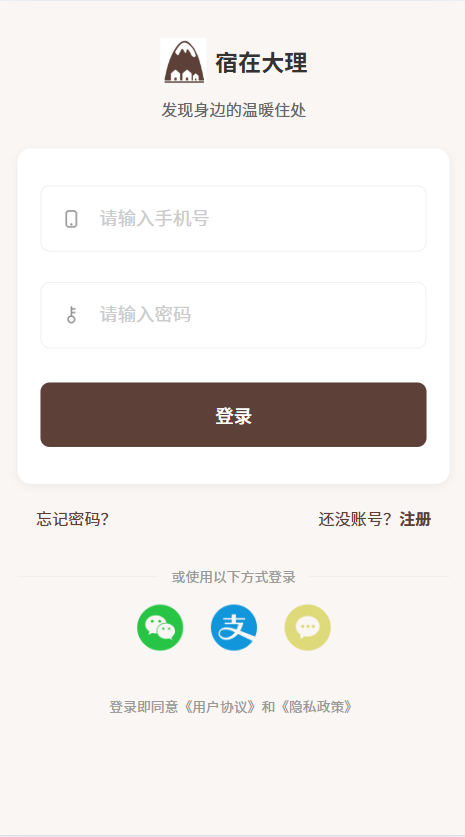 宿在大理
发现身边的温暖住处
请输入手机号
请输入密码
登录
忘记密码?
还没账号? 注册
或使用以下方式登录
登录即同意《用户协议》和《隐私政策》